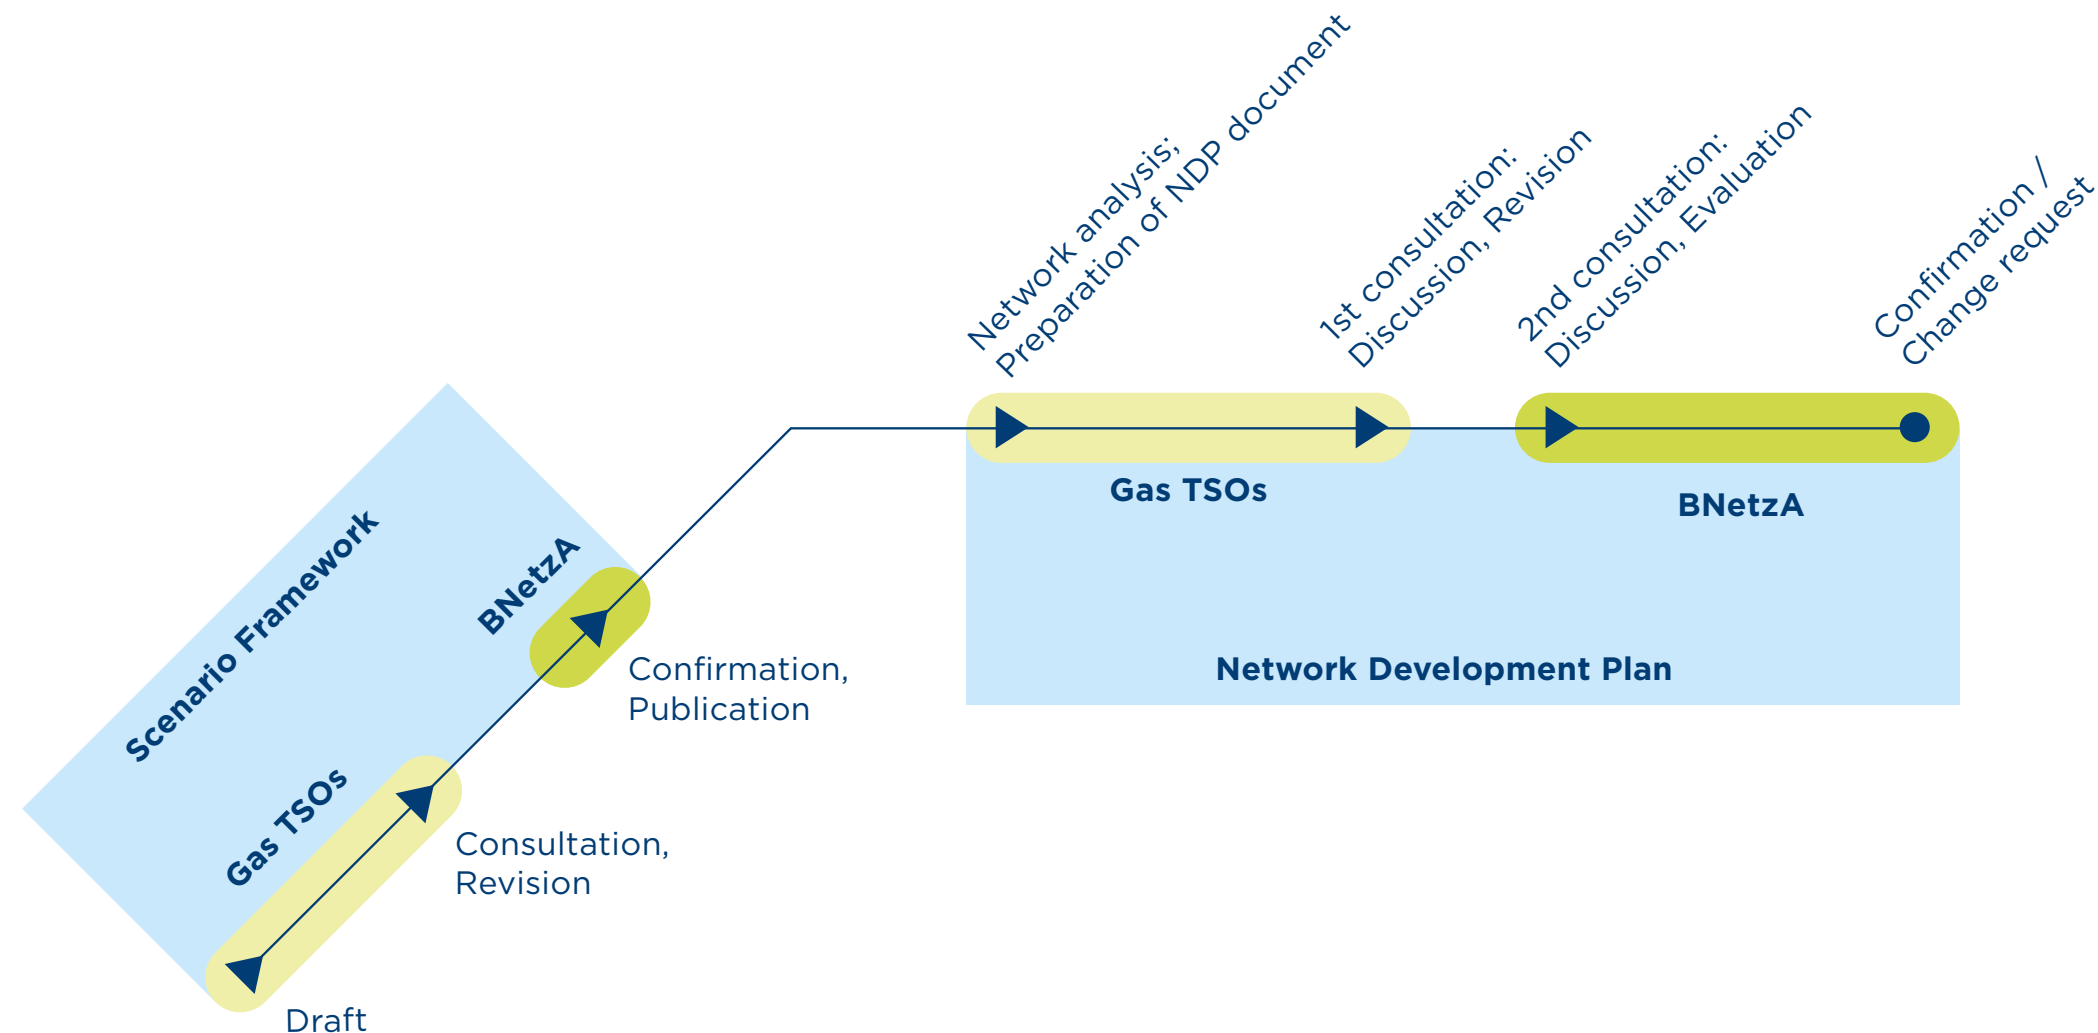 Scenario Framework
Gas TSOs
Draft
Consultation,
Revision
BNetzA
Confirmation,
Publication
Network analysis;
Preparation of NDP document
1st consultation:
Discussion, Revision
2nd consultation:
Discussion, Evaluation
Confirmation /
Change request
Gas TSOs
BNetzA
Network Development Plan